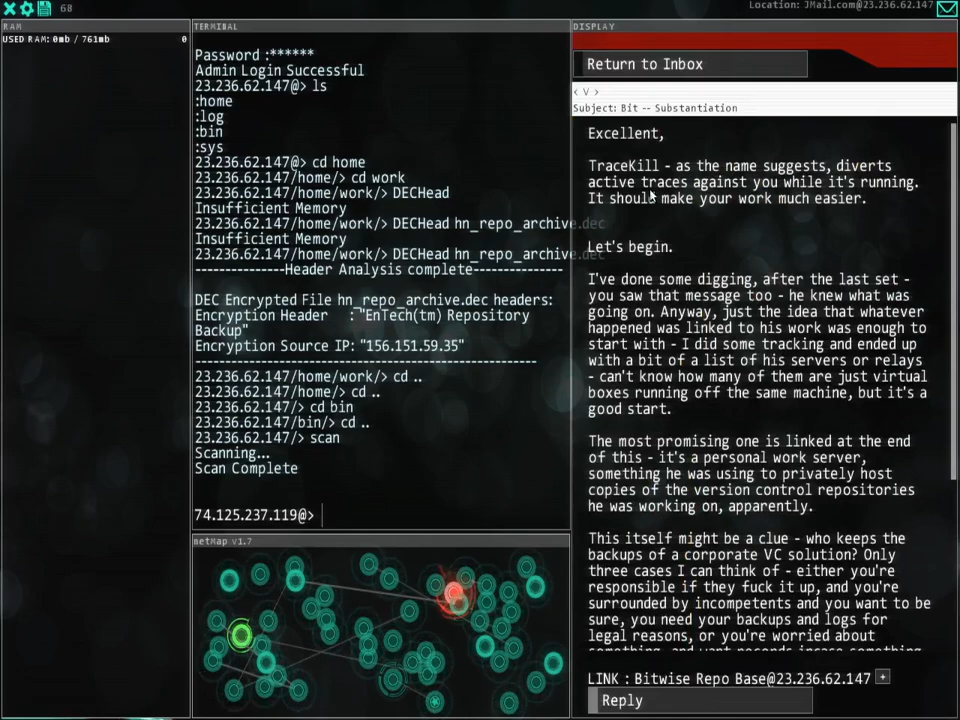 68
Location: JMail.com@23.236.62.147
RAM
USED RAM: 0mb / 761mb 0
TERMINAL
Password :******
Admin Login Successful
23.236.62.147@> ls
:home
:log
:bin
:sys
23.236.62.147@> cd home
23.236.62.147/home/> cd work
23.236.62.147/home/work/> DECHead
Insufficient Memory
23.236.62.147/home/work/> DECHead hn_repo_archive.dec
Insufficient Memory
23.236.62.147/home/work/> DECHead hn_repo_archive.dec
---------------Header Analysis complete---------------
DEC Encrypted File hn_repo_archive.dec headers:
Encryption Header   : "EnTech(tm) Repository
Backup"
Encryption Source IP: "156.151.59.35"
---------------------------------------------------------
23.236.62.147/home/work/> cd ..
23.236.62.147/home/> cd ..
23.236.62.147/> cd bin
23.236.62.147/bin/> cd ..
23.236.62.147/> scan
Scanning...
Scan Complete
74.125.237.119@>
netMap v1.7
DISPLAY
Return to Inbox
< V >
Subject: Bit -- Substantiation
Excellent,
TraceKill - as the name suggests, diverts
active traces against you while it's running.
It should make your work much easier.
Let's begin.
I've done some digging, after the last set -
you saw that message too - he knew what was
going on. Anyway, just the idea that whatever
happened was linked to his work was enough to
start with - I did some tracking and ended up
with a bit of a list of his servers or relays
- can't know how many of them are just virtual
boxes running off the same machine, but it's a
good start.
The most promising one is linked at the end
of this - it's a personal work server,
something he was using to privately host
copies of the version control repositories
he was working on, apparently.
This itself might be a clue - who keeps the
backups of a corporate VC solution? Only
three cases I can think of - either you're
responsible if they fuck it up, and you're
surrounded by incompetents and you want to be
sure, you need your backups and logs for
legal reasons, or you're worried about
something, and want records incase something
LINK : Bitwise Repo Base@23.236.62.147 +
Reply